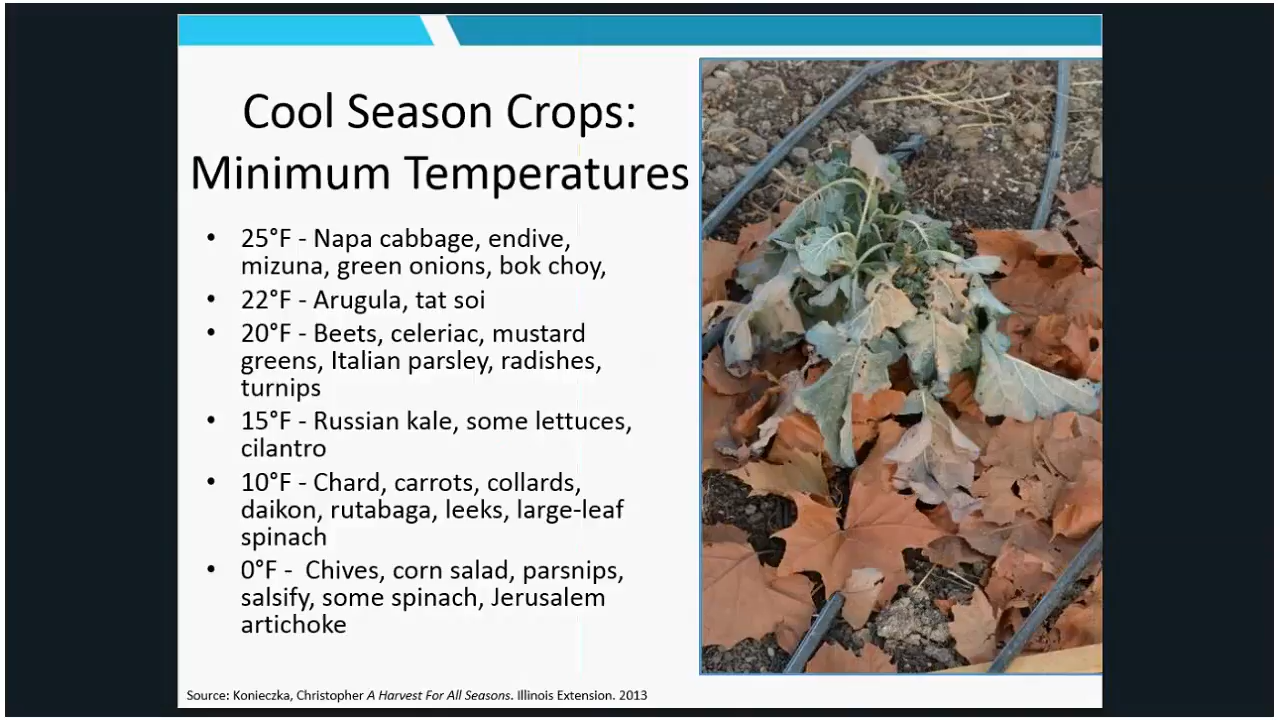 Cool Season Crops:
Minimum Temperatures
• 25°F - Napa cabbage, endive,
mizuna, green onions, bok choy,
• 22°F - Arugula, tat soi
• 20°F - Beets, celeriac, mustard
greens, Italian parsley, radishes,
turnips
• 15°F - Russian kale, some lettuces,
cilantro
• 10°F - Chard, carrots, collards,
daikon, rutabaga, leeks, large-leaf
spinach
• 0°F - Chives, corn salad, parsnips,
salsify, some spinach, Jerusalem
artichoke
Source: Konieczka, Christopher A Harvest For All Seasons. Illinois Extension. 2013